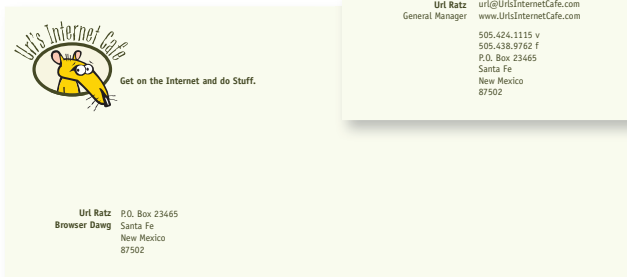 Url Ratz url@UrlsInternetCafe.com
General Manager www.UrlsInternetCafe.com
505.424.1115 v
505.438.9762 f
P.O. Box 23465
Santa Fe
New Mexico
87502
Url's Internet Cafe
Get on the Internet and do Stuff.
Url Ratz P.O. Box 23465
Browser Dawg Santa Fe
New Mexico
87502